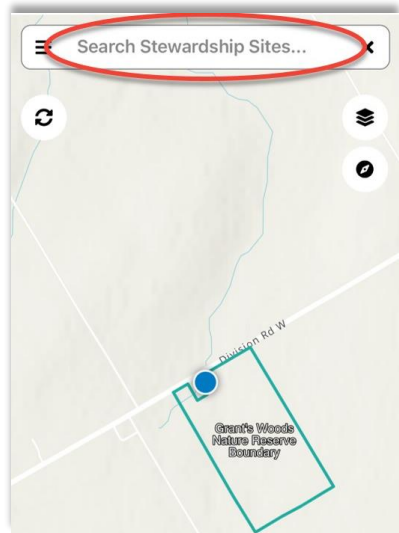 Search Stewardship Sites...
Division Rd W
Grant's Woods
Nature Reserve
Boundary